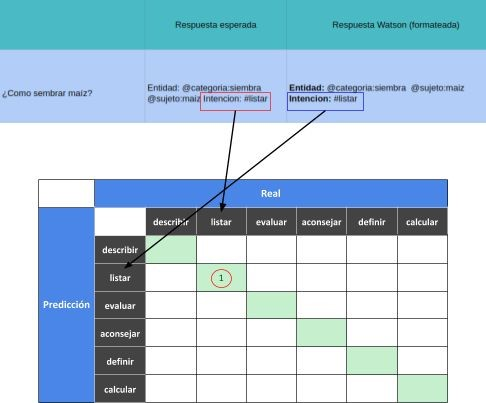 Respuesta esperada
Respuesta Watson (formateada)
¿Como sembrar maíz?
Entidad: @categoria:siembra
@sujeto:maiz Intencion: #listar
Entidad: @categoria:siembra @sujeto:maiz
Intencion: #listar
Real
describir listar evaluar aconsejar definir calcular
Predicción
describir
listar 1
evaluar
aconsejar
definir
calcular